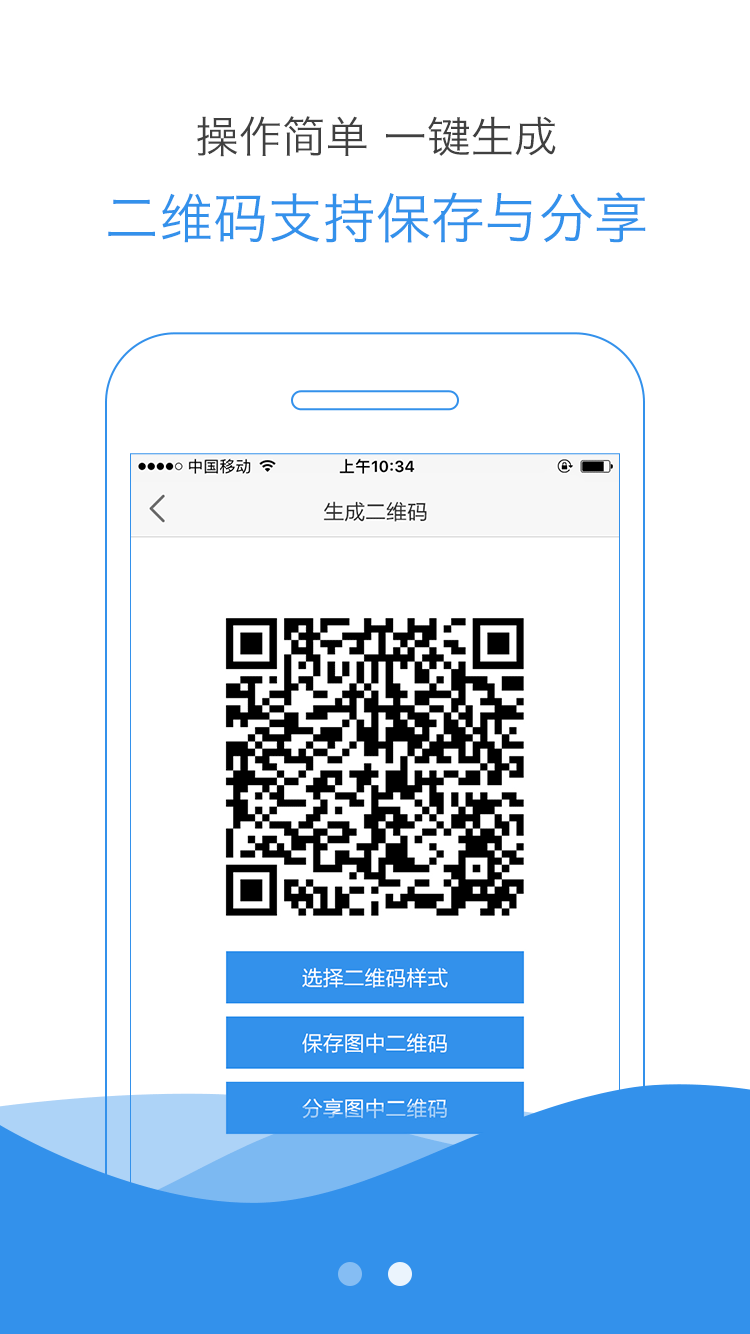 操作简单 一键生成
二维码支持保存与分享
中国移动 上午10:34
生成二维码
选择二维码样式
保存图中二维码
分享图中二维码